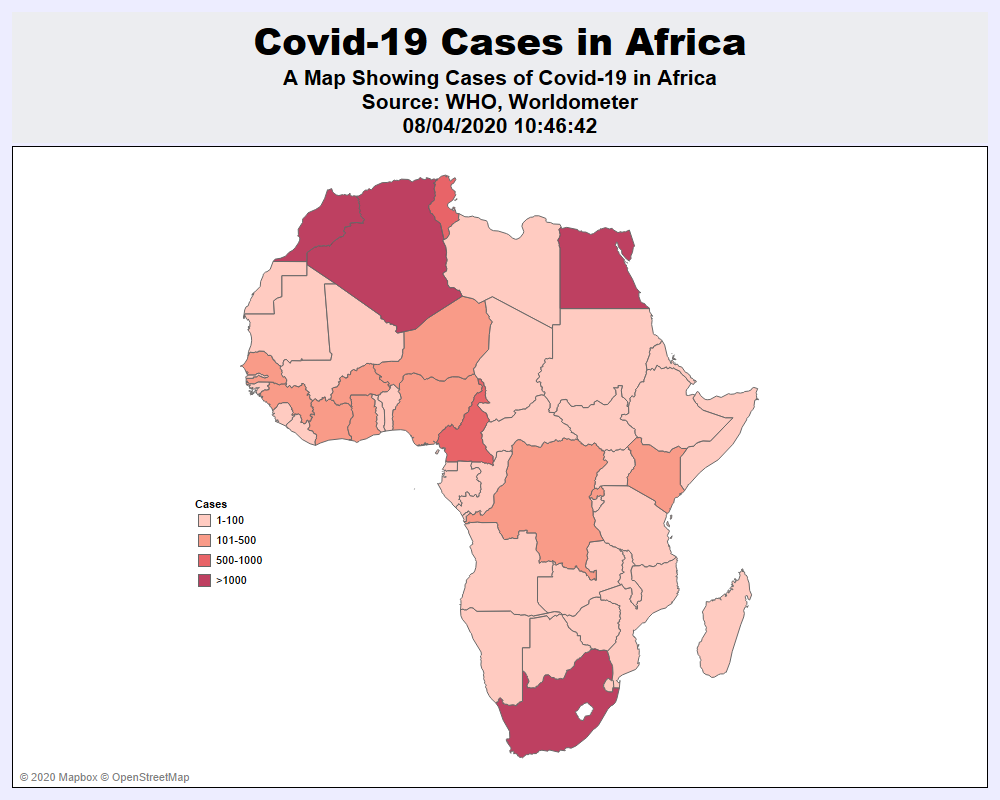 Covid-19 Cases in Africa
A Map Showing Cases of Covid-19 in Africa
Source: WHO, Worldometer
08/04/2020 10:46:42
Cases
1-100
101-500
500-1000
>1000
© 2020 Mapbox © OpenStreetMap